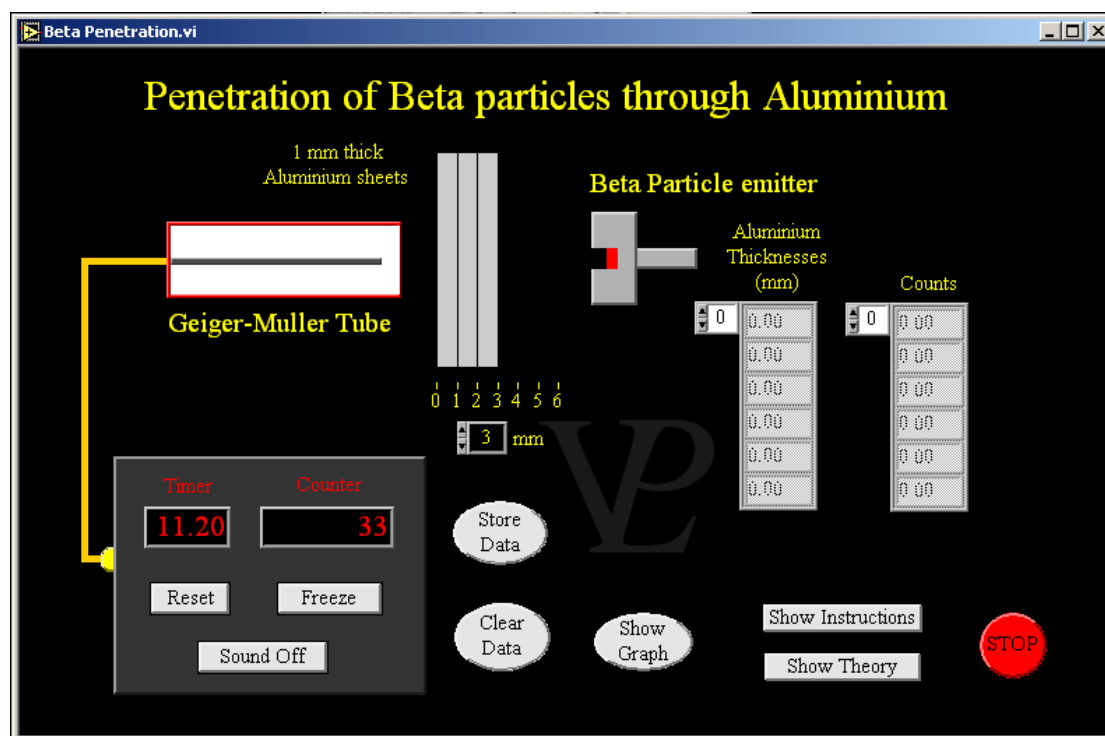 Beta Penetration.vi
Penetration of Beta particles through Aluminium
1 mm thick
Aluminium sheets
Beta Particle emitter
Aluminium
Thicknesses
(mm)
Counts
Geiger-Muller Tube
0 0.00 0 0.00
0.00 0.00
0.00 0.00
0.00 0.00
0.00 0.00
0.00 0.00
0 1 2 3 4 5 6
3 mm
VPL
Timer Counter
11.20 33
Reset Freeze
Sound Off
Store
Data
Clear
Data
Show
Graph
Show Instructions
Show Theory
STOP